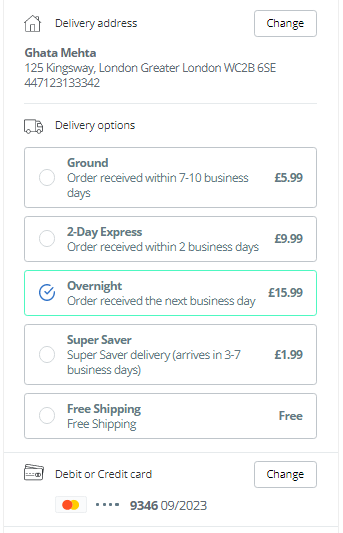 Delivery address
Change
Ghata Mehta
125 Kingsway, London Greater London WC2B 6SE
447123133342
Delivery options
Ground
Order received within 7-10 business
days
£5.99
2-Day Express
Order received within 2 business days
£9.99
Overnight
Order received the next business day
£15.99
Super Saver
Super Saver delivery (arrives in 3-7
business days)
£1.99
Free Shipping
Free Shipping
Free
Debit or Credit card
Change
•••• 9346 09/2023